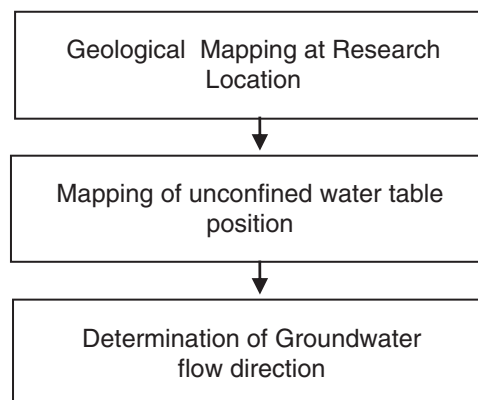 Geological  Mapping at Research
Location
Mapping of unconfined water table
position
Determination of Groundwater
flow direction